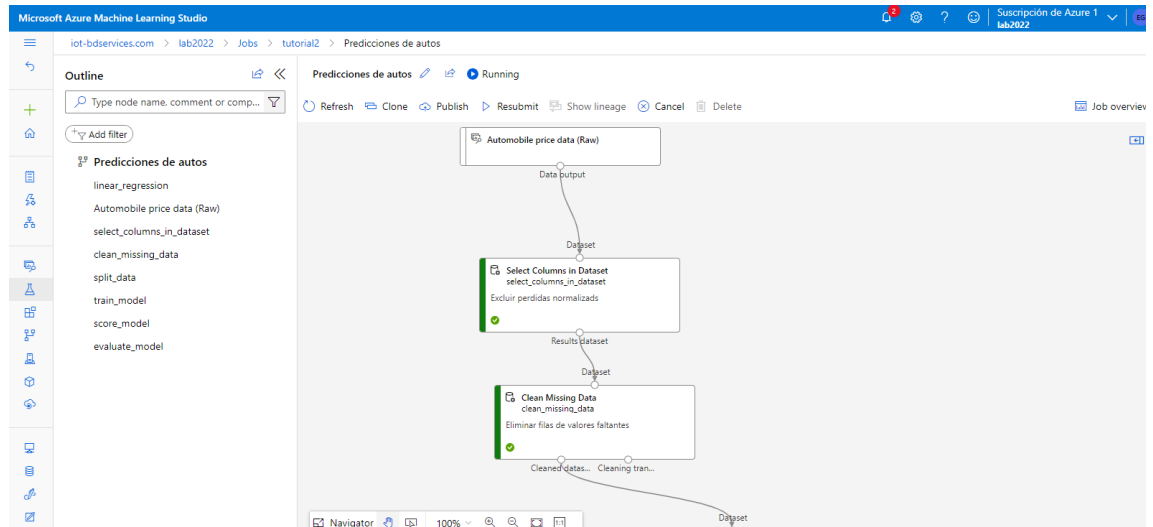 Microsoft Azure Machine Learning Studio
2
Suscripción de Azure 1
lab2022
EG
iot-bdservices.com > lab2022 > Jobs > tutorial2 > Predicciones de autos
Outline
Type node name, comment or comp...
Add filter
Predicciones de autos
linear_regression
Automobile price data (Raw)
select_columns_in_dataset
clean_missing_data
split_data
train_model
score_model
evaluate_model
Predicciones de autos
Running
Refresh
Clone
Publish
Resubmit
Show lineage
Cancel
Delete
Job overview
Automobile price data (Raw)
Data output
Dataset
Select Columns in Dataset
select_columns_in_dataset
Excluir perdidas normalizads
Results dataset
Dataset
Clean Missing Data
clean_missing_data
Eliminar filas de valores faltantes
Cleaned datas... Cleaning tran...
Dataset
Navigator
100%
1:1